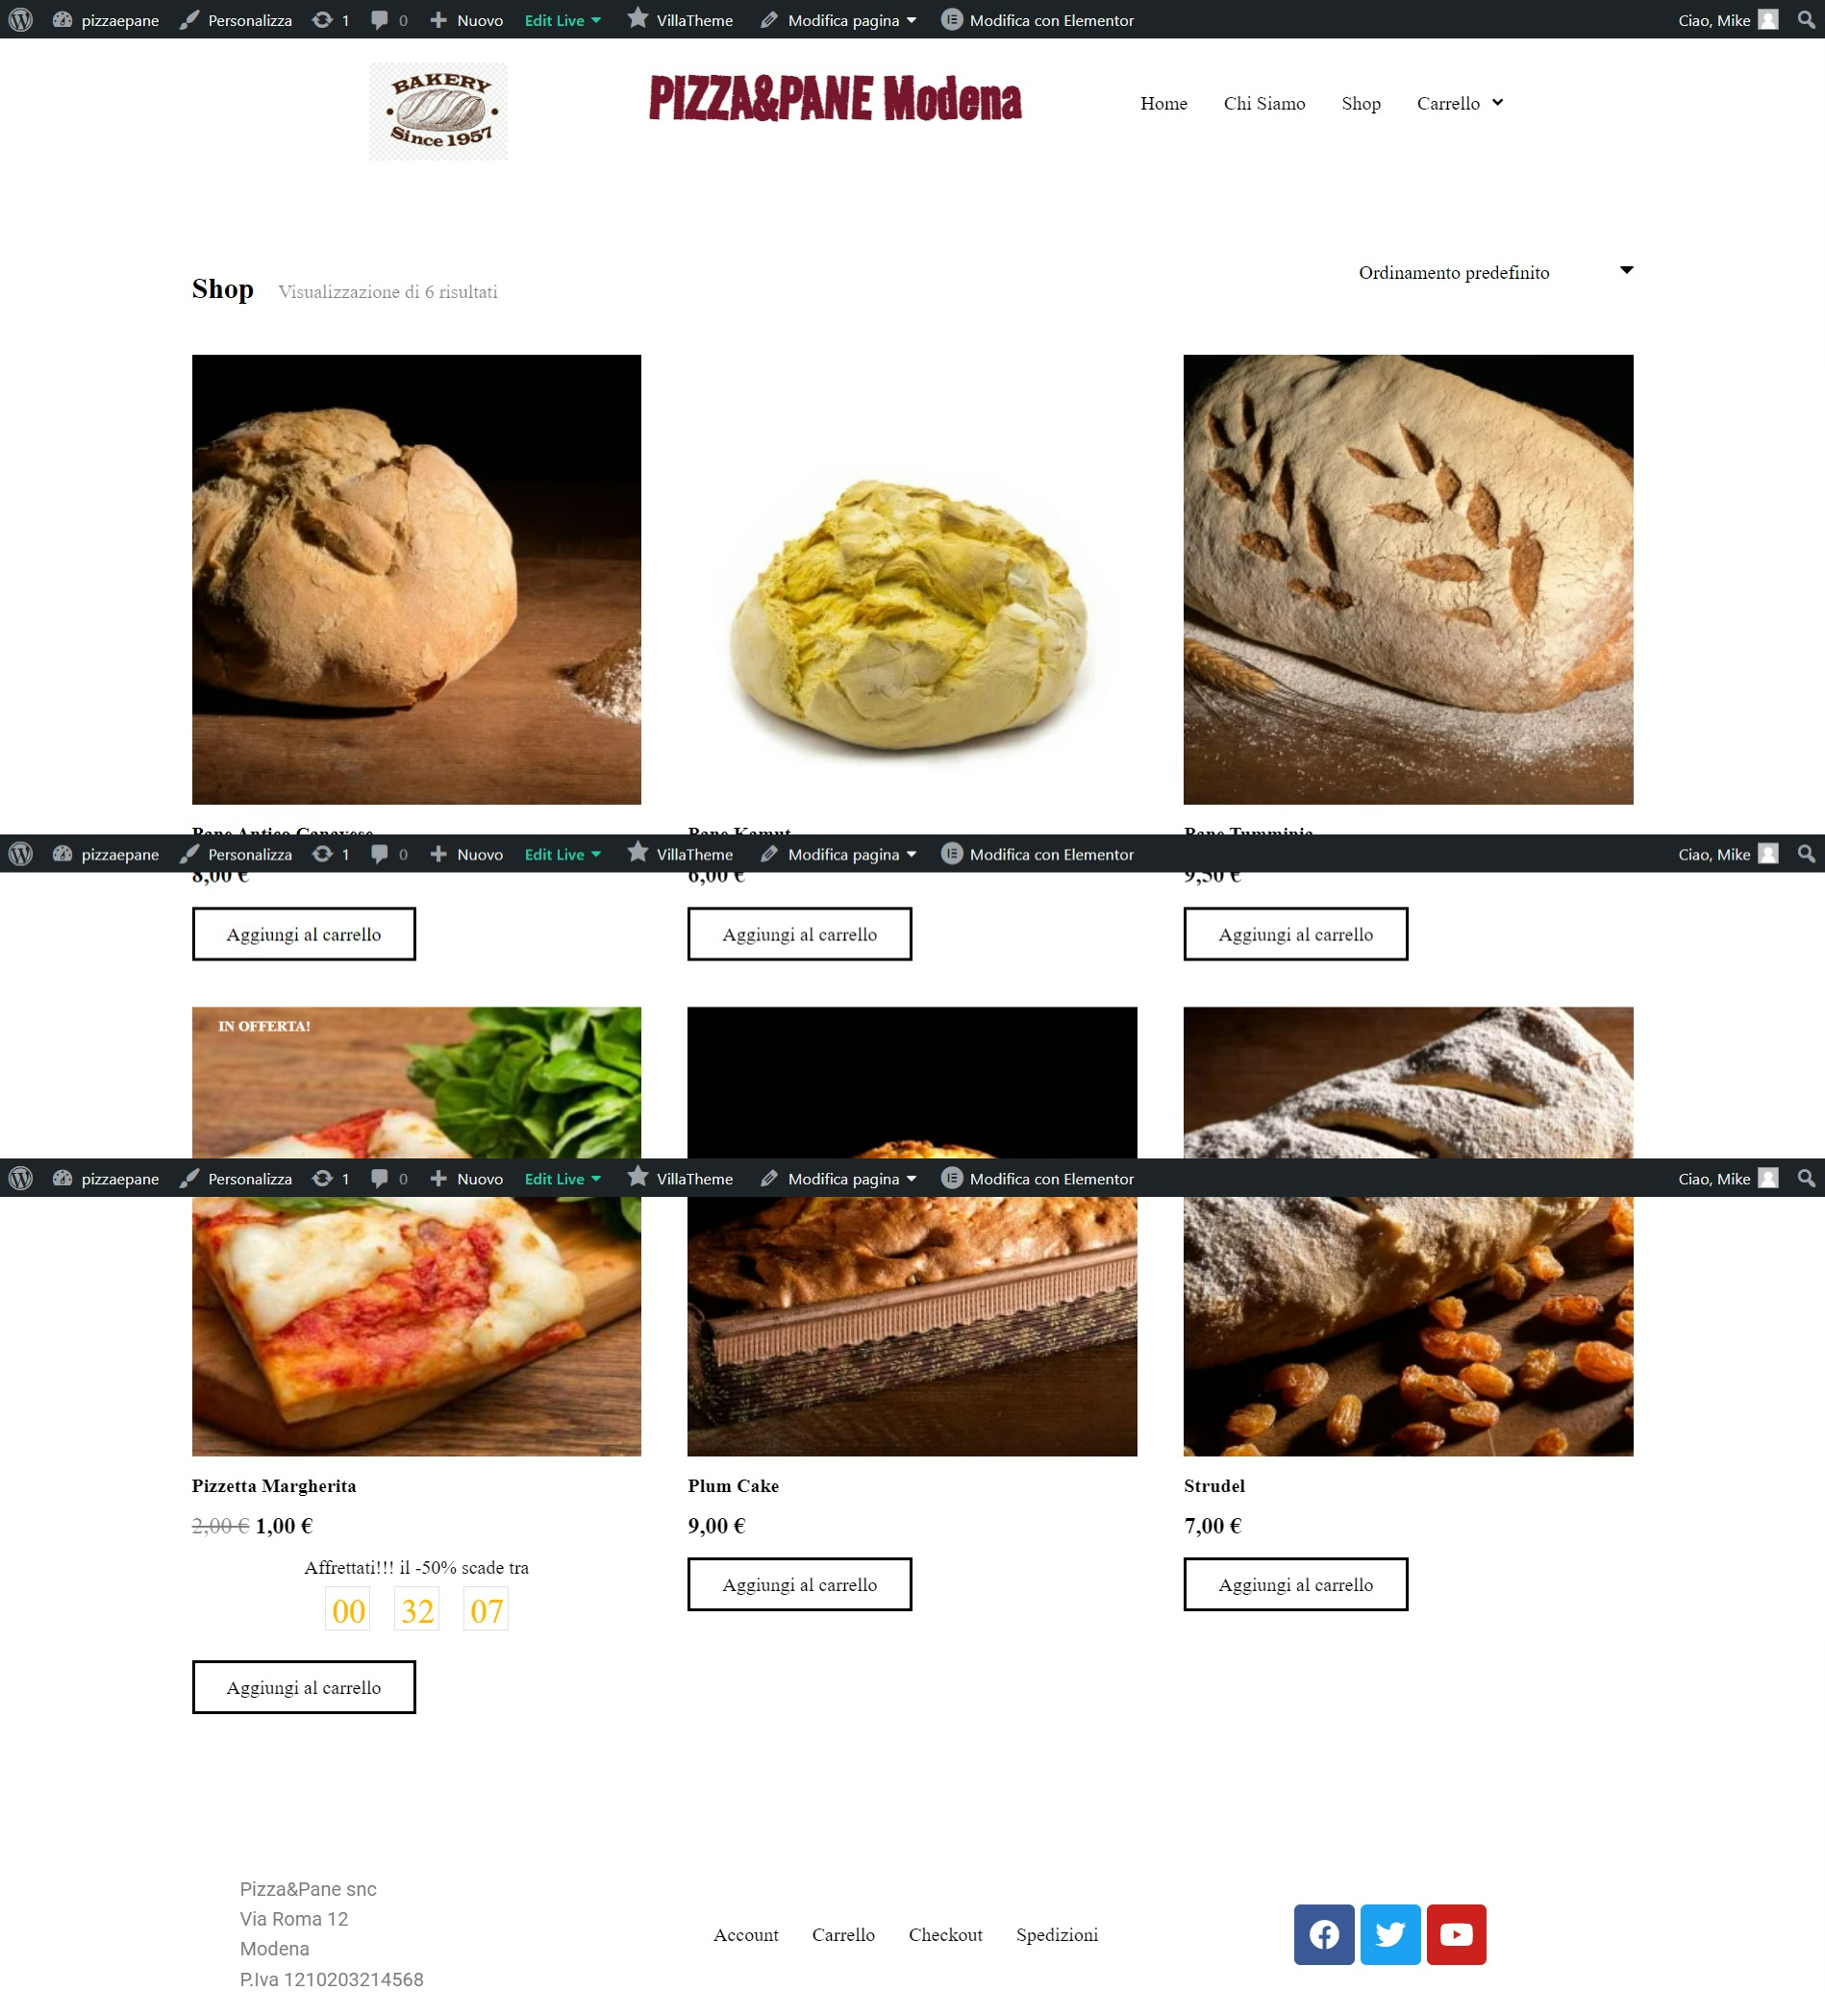 pizzaepane Personalizza 1 0 Nuovo Edit Live VillaTheme Modifica pagina Modifica con Elementor Ciao, Mike
BAKERY
Since 1957
PIZZA&PANE Modena
Home Chi Siamo Shop Carrello
Shop Visualizzazione di 6 risultati
Ordinamento predefinito
Pane Antico Canavese Pane Kamut Pane Tumminia
pizzaepane Personalizza 1 0 Nuovo Edit Live VillaTheme Modifica pagina Modifica con Elementor Ciao, Mike
8,00 € 6,00 € 9,50 €
Aggiungi al carrello Aggiungi al carrello Aggiungi al carrello
IN OFFERTA!
pizzaepane Personalizza 1 0 Nuovo Edit Live VillaTheme Modifica pagina Modifica con Elementor Ciao, Mike
Pizzetta Margherita
2,00 € 1,00 €
Affrettati!!! il -50% scade tra
00 32 07
Aggiungi al carrello
Plum Cake
9,00 €
Aggiungi al carrello
Strudel
7,00 €
Aggiungi al carrello
Pizza&Pane snc
Via Roma 12
Modena
P.Iva 1210203214568
Account Carrello Checkout Spedizioni